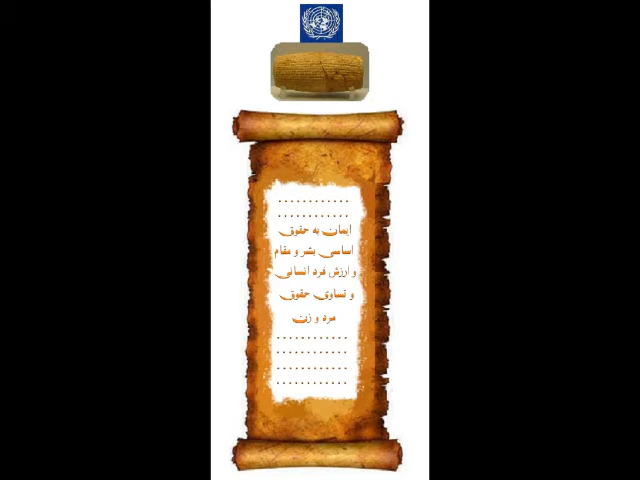 ............
............
ایمان به حقوق
اساسی بشر و مقام
و ارزش فرد انسانی
و تساوی حقوق
مرد و زن
............
............
............
............